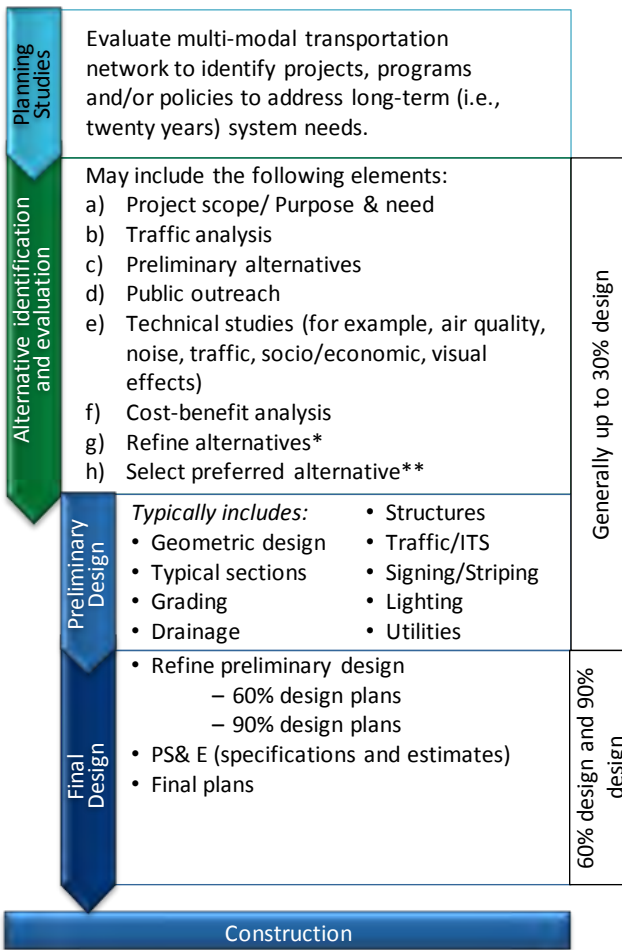 Planning
Studies
Evaluate multi-modal transportation
network to identify projects, programs
and/or policies to address long-term (i.e.,
twenty years) system needs.
Alternative identification
and evaluation
May include the following elements:
a) Project scope/ Purpose & need
b) Traffic analysis
c) Preliminary alternatives
d) Public outreach
e) Technical studies (for example, air quality,
noise, traffic, socio/economic, visual
effects)
f) Cost-benefit analysis
g) Refine alternatives*
h) Select preferred alternative**
Generally up to 30% design
Preliminary
Design
Typically includes:
• Geometric design
• Typical sections
• Grading
• Drainage
• Structures
• Traffic/ITS
• Signing/Striping
• Lighting
• Utilities
Final
Design
• Refine preliminary design
– 60% design plans
– 90% design plans
• PS& E (specifications and estimates)
• Final plans
60% design and 90%
design
Construction